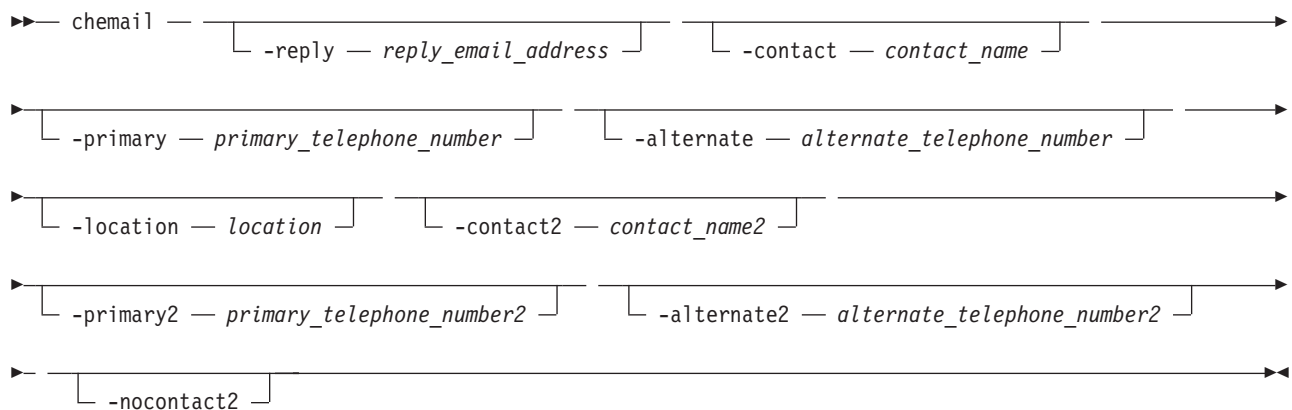 chemail
-reply — reply_email_address -contact — contact_name
-primary — primary_telephone_number -alternate — alternate_telephone_number
-location — location -contact2 — contact_name2
-primary2 — primary_telephone_number2 -alternate2 — alternate_telephone_number2
-nocontact2